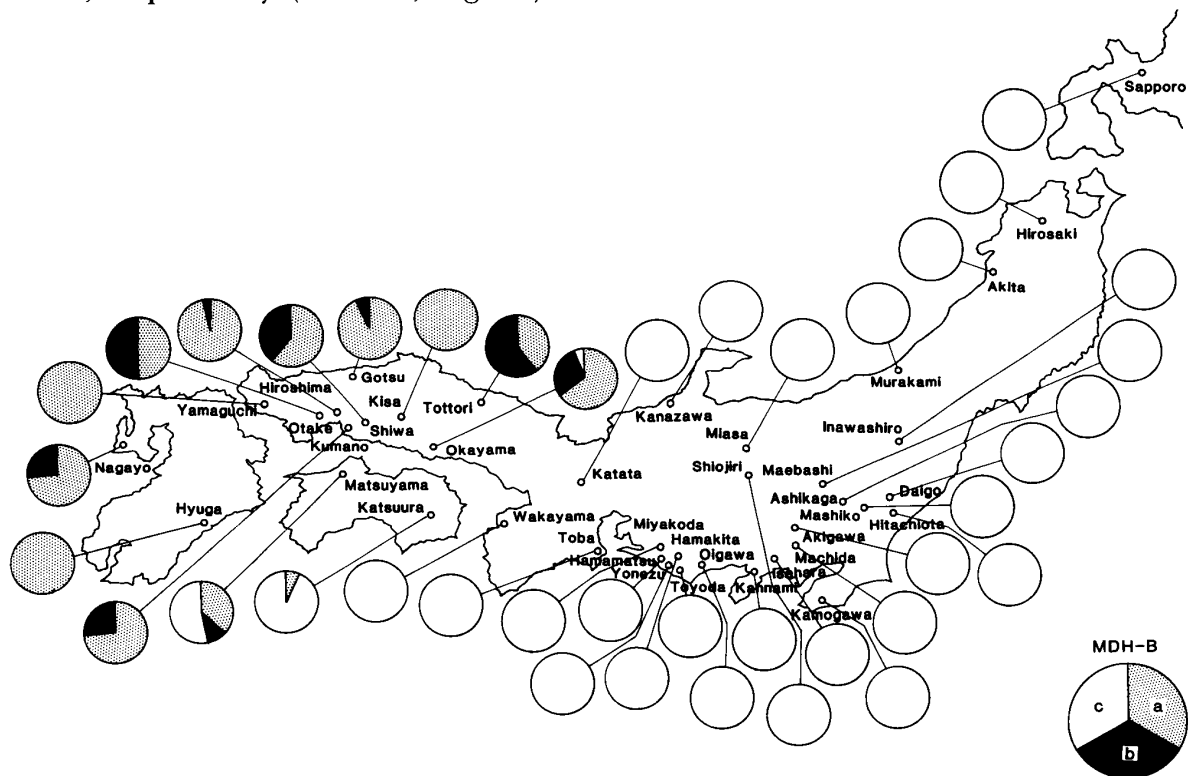 Sapporo
Hirosaki
Akita
Murakami
Gotsu
Hiroshima
Kisa
Tottori
Yamaguchi
Otake
Shiwa
Kumano
Okayama
Nagayo
Matsuyama
Hyuga
Katsuura
Kanazawa
Miasa
Inawashiro
Shiojiri
Maebashi
Katata
Ashikaga
Daigo
Mashiko
Hitachiota
Wakayama
Miyakoda
Akigawa
Toba
Hamakita
Machida
Hamamatsu
Oigawa
Isehara
Yonezu
Toyoda
Kannami
Kamogawa
MDH-B
c
a
b